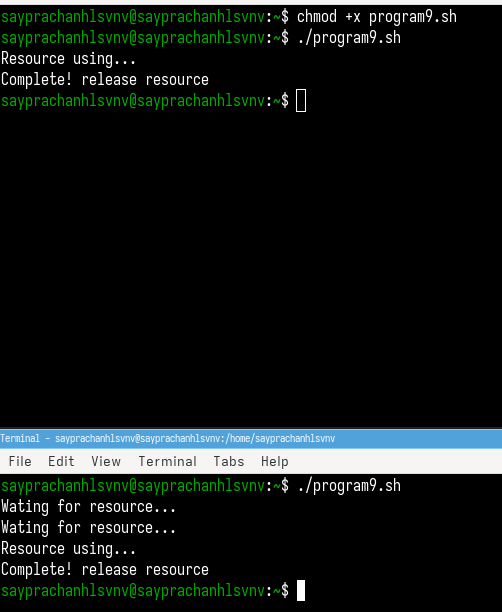 sayprachanhlsvnv@sayprachanhlsvnv:~$ chmod +x program9.sh
sayprachanhlsvnv@sayprachanhlsvnv:~$ ./program9.sh
Resource using...
Complete! release resource
sayprachanhlsvnv@sayprachanhlsvnv:~$
Terminal - sayprachanhlsvnv@sayprachanhlsvnv:/home/sayprachanhlsvnv
File Edit View Terminal Tabs Help
sayprachanhlsvnv@sayprachanhlsvnv:~$ ./program9.sh
Wating for resource...
Wating for resource...
Resource using...
Complete! release resource
sayprachanhlsvnv@sayprachanhlsvnv:~$